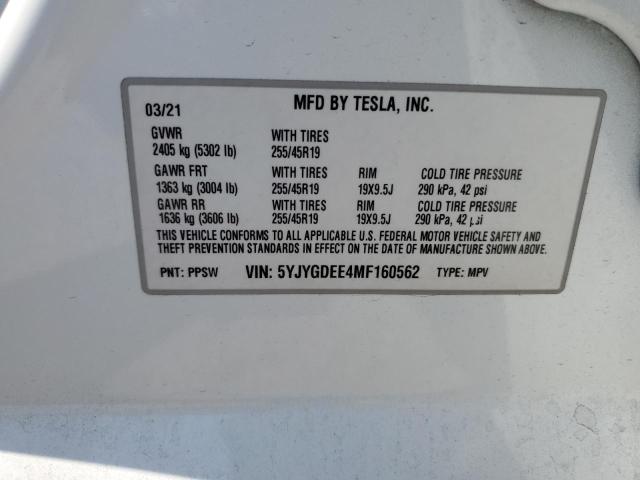 03/21 MFD BY TESLA, INC.
GVWR WITH TIRES
2405 kg (5302 lb) 255/45R19
GAWR FRT WITH TIRES RIM COLD TIRE PRESSURE
1363 kg (3004 lb) 255/45R19 19X9.5J 290 kPa, 42 psi
GAWR RR WITH TIRES RIM COLD TIRE PRESSURE
1636 kg (3606 lb) 255/45R19 19X9.5J 290 kPa, 42 psi
THIS VEHICLE CONFORMS TO ALL APPLICABLE U.S. FEDERAL MOTOR VEHICLE SAFETY AND
THEFT PREVENTION STANDARDS IN EFFECT ON THE DATE OF MANUFACTURE SHOWN ABOVE.
PNT: PPSW VIN: 5YJYGDEE4MF160562 TYPE: MPV